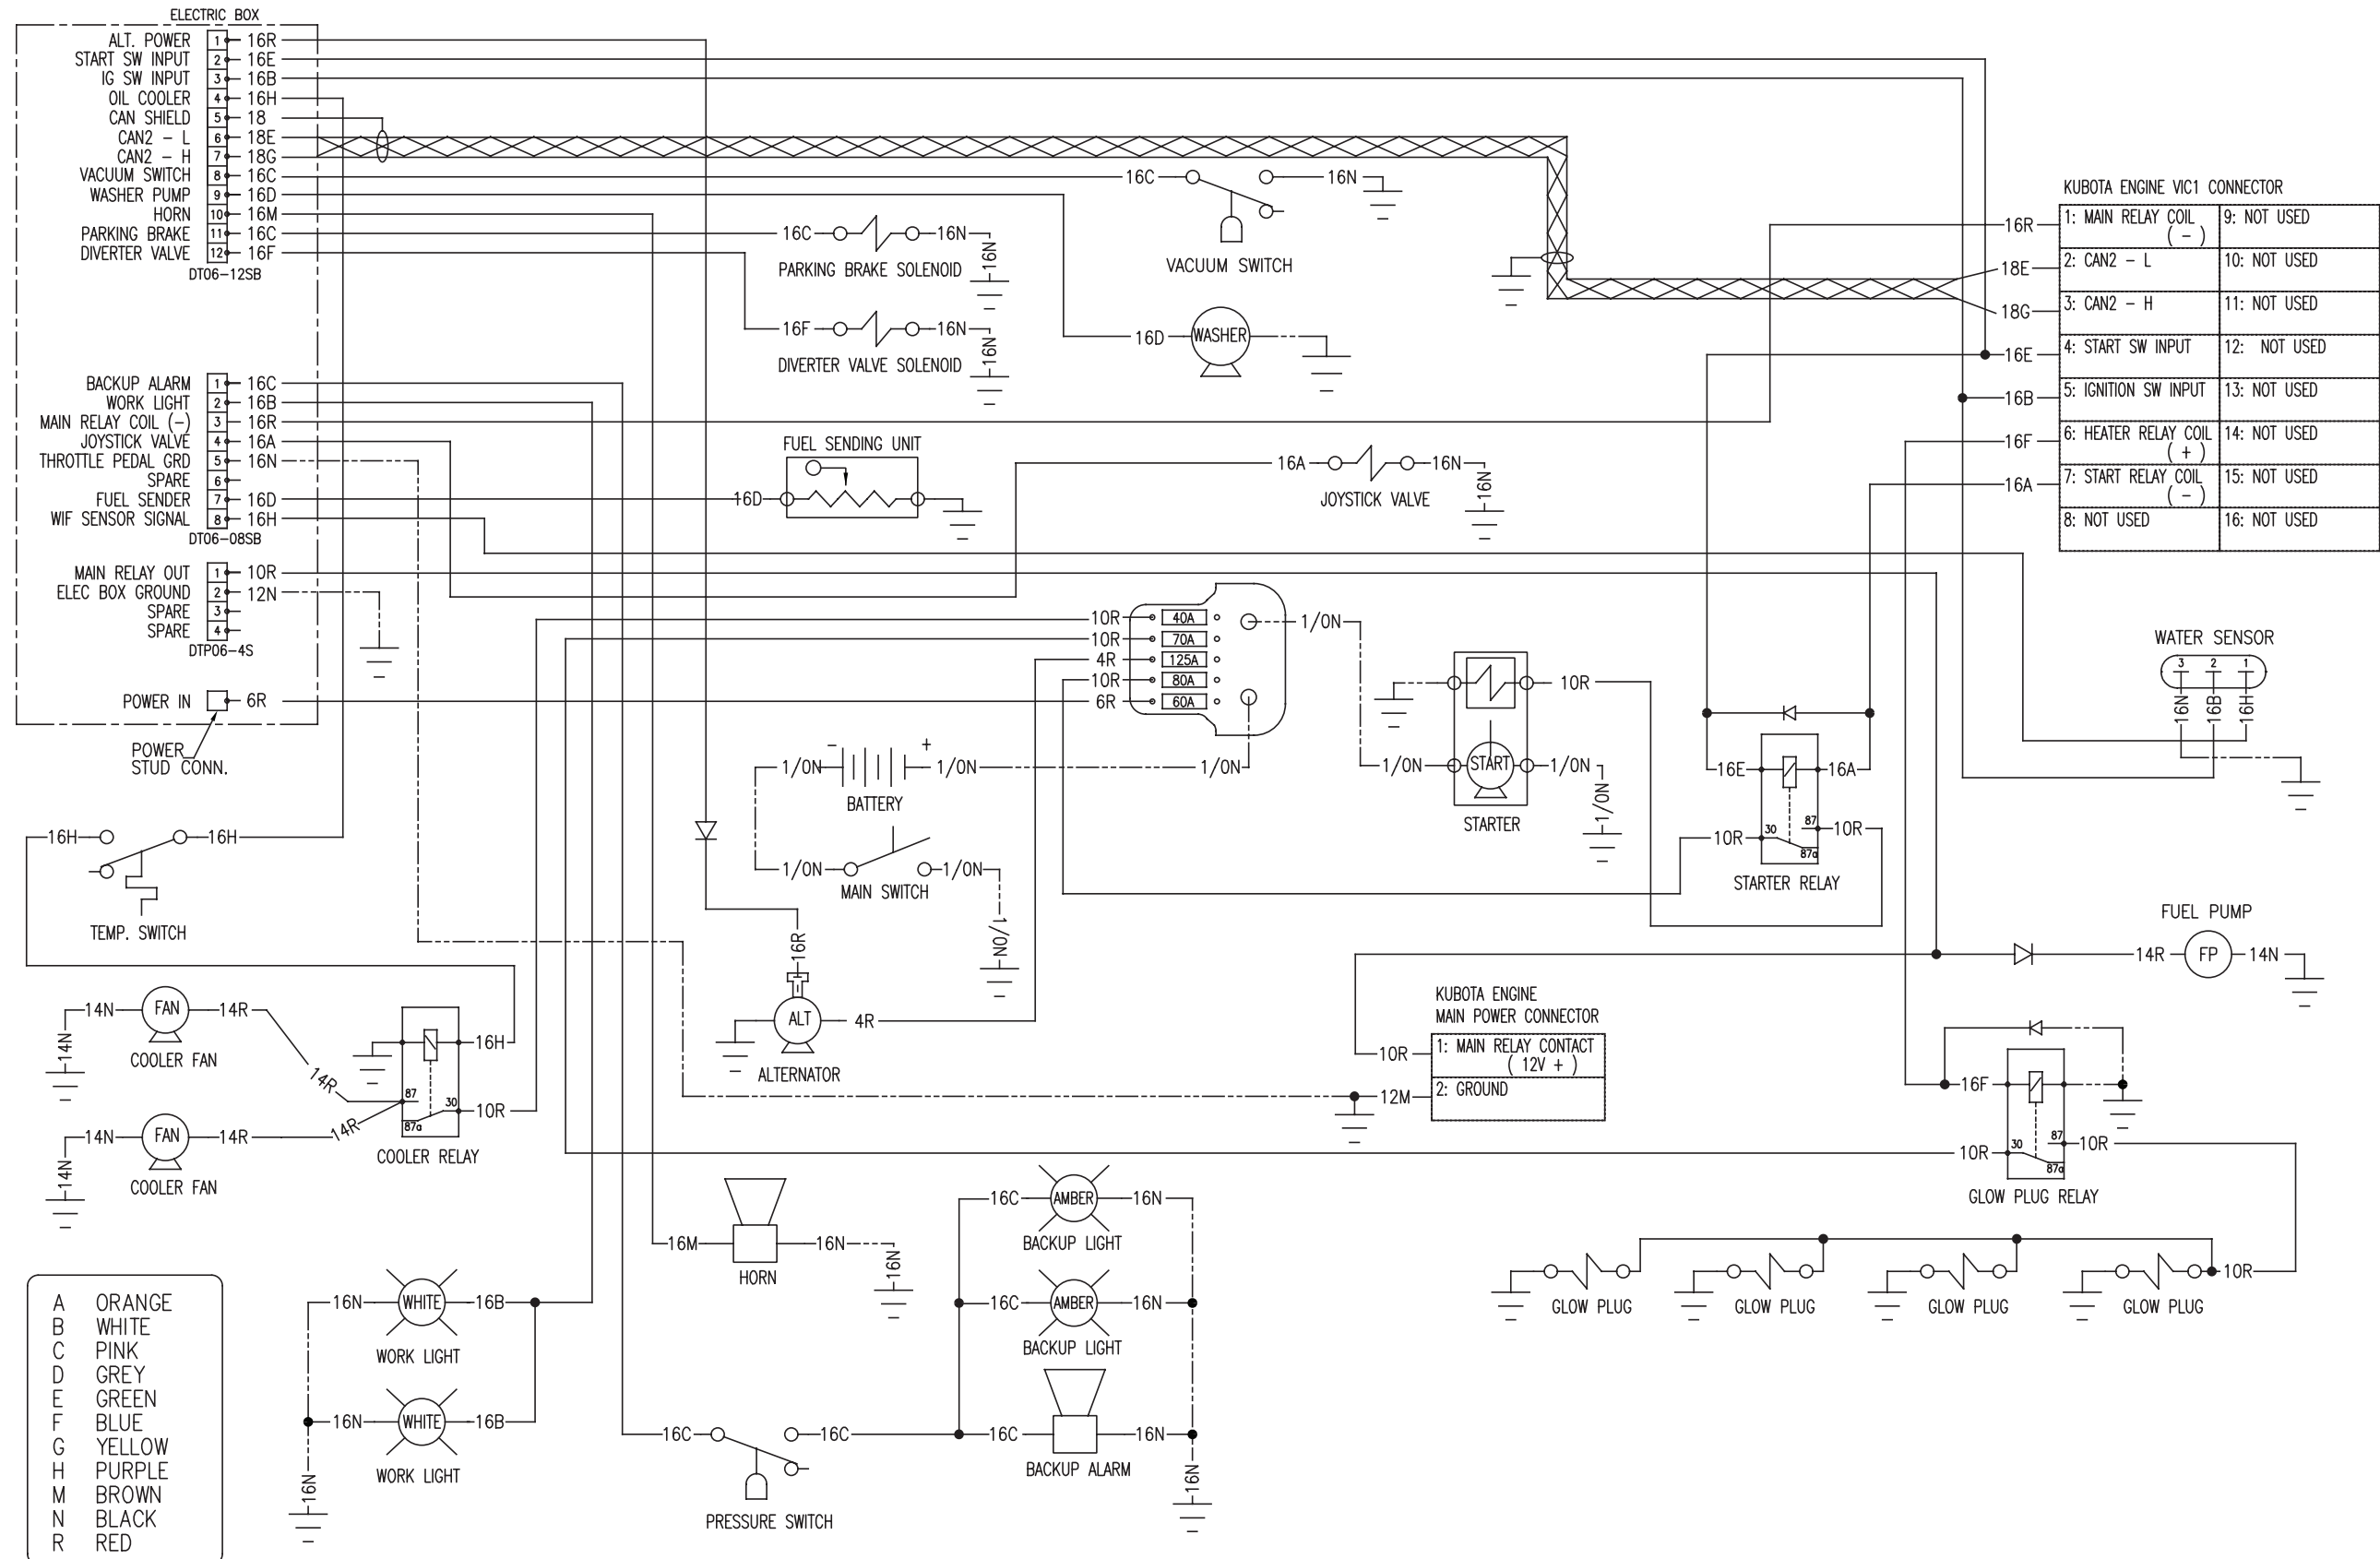 ELECTRIC BOX
ALT. POWER 1 16R
START SW INPUT 2 16E
IG SW INPUT 3 16B
OIL COOLER 4 16H
CAN SHIELD 5 18
CAN2 - L 6 18E
CAN2 - H 7 18G
VACUUM SWITCH 8 16C
WASHER PUMP 9 16D
HORN 10 16M
PARKING BRAKE 11 16C
DIVERTER VALVE 12 16F
DT06-12SB
BACKUP ALARM 1 16C
WORK LIGHT 2 16B
MAIN RELAY COIL (-) 3 16R
JOYSTICK VALVE 4 16A
THROTTLE PEDAL GRD 5 16N
SPARE 6
FUEL SENDER 7 16D
WIF SENSOR SIGNAL 8 16H
DT06-08SB
MAIN RELAY OUT 1 10R
ELEC BOX GROUND 2 12N
SPARE 3
SPARE 4
DTP06-4S
POWER IN 6R
POWER
STUD CONN.
16C 16N
VACUUM SWITCH
16C 16N 16N
PARKING BRAKE SOLENOID
16F 16N 16N
DIVERTER VALVE SOLENOID
16D WASHER
FUEL SENDING UNIT
16D
16A 16N 16N
JOYSTICK VALVE
KUBOTA ENGINE VIC1 CONNECTOR
16R 1: MAIN RELAY COIL 9: NOT USED
( - )
18E 2: CAN2 - L 10: NOT USED
18G 3: CAN2 - H 11: NOT USED
16E 4: START SW INPUT 12: NOT USED
16B 5: IGNITION SW INPUT 13: NOT USED
16F 6: HEATER RELAY COIL 14: NOT USED
( + )
16A 7: START RELAY COIL 15: NOT USED
( - )
8: NOT USED 16: NOT USED
10R 40A 1/0N
10R 70A
4R 125A
10R 80A
6R 60A
WATER SENSOR
3 2 1
16N 16B 16H
10R
1/0N START 1/0N
1/0N
STARTER
- +
1/0N 1/0N 1/0N
BATTERY
1/0N 1/0N
MAIN SWITCH
1/0N
16E 16A
10R 30 87 10R
87a
STARTER RELAY
16H 16H
TEMP. SWITCH
16R
ALT 4R
ALTERNATOR
FUEL PUMP
14R FP 14N
KUBOTA ENGINE
MAIN POWER CONNECTOR
10R 1: MAIN RELAY CONTACT
( 12V + )
12M 2: GROUND
14N FAN 14R
14N
COOLER FAN
14R
16H
87 30 10R
87a
COOLER RELAY
14N FAN 14R 14R
14N
COOLER FAN
16F
10R 30 87 10R
87a
GLOW PLUG RELAY
16M 16N
16N
HORN
16C AMBER 16N
BACKUP LIGHT
16C AMBER 16N
BACKUP LIGHT
16C 16C 16C 16N
16N
PRESSURE SWITCH
BACKUP ALARM
10R
GLOW PLUG GLOW PLUG GLOW PLUG GLOW PLUG
16N WHITE 16B
WORK LIGHT
16N WHITE 16B
16N
WORK LIGHT
A ORANGE
B WHITE
C PINK
D GREY
E GREEN
F BLUE
G YELLOW
H PURPLE
M BROWN
N BLACK
R RED